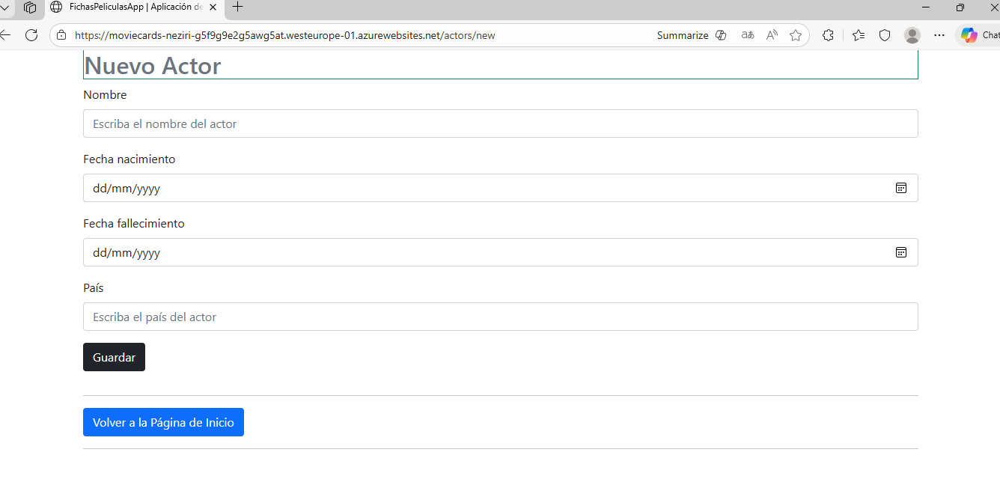 FichasPeliculasApp | Aplicación de
https://moviecards-neziri-g5f9g9e2g5awg5at.westeurope-01.azurewebsites.net/actors/new
Summarize
Chat
Nuevo Actor
Nombre
Escriba el nombre del actor
Fecha nacimiento
dd/mm/yyyy
Fecha fallecimiento
dd/mm/yyyy
País
Escriba el país del actor
Guardar
Volver a la Página de Inicio